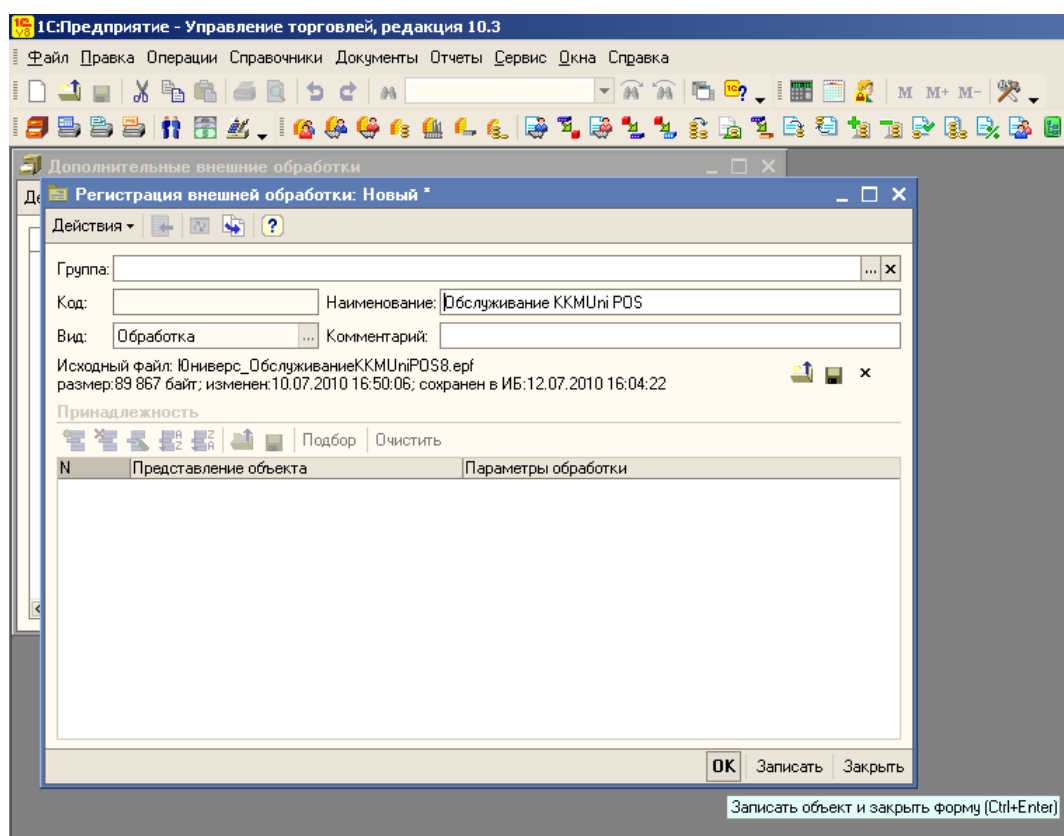 1С:Предприятие - Управление торговлей, редакция 10.3
Файл Правка Операции Справочники Документы Отчеты Сервис Окна Справка
M M+ M-
Дополнительные внешние обработки
Регистрация внешней обработки: Новый *
Действия
Группа:
Код: Наименование: Обслуживание KKMUni POS
Вид: Обработка Комментарий:
Исходный файл: Юниверс_ОбслуживаниеKKMUniPOS8.epf
размер:89 867 байт; изменен:10.07.2010 16:50:06; сохранен в ИБ:12.07.2010 16:04:22
Принадлежность
Подбор Очистить
N Представление объекта Параметры обработки
OK Записать Закрыть
Записать объект и закрыть форму (Ctrl+Enter)